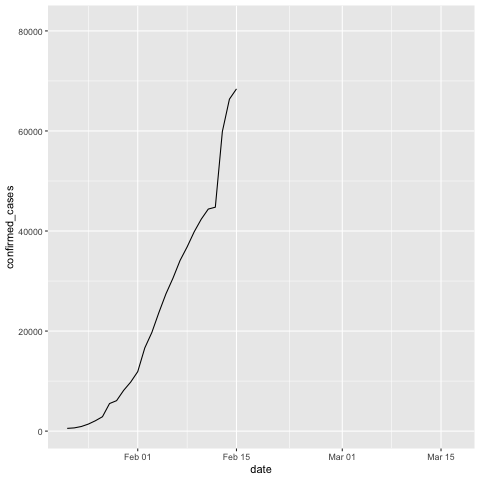 80000
60000
40000
20000
0
confirmed_cases
Feb 01
Feb 15
Mar 01
Mar 15
date